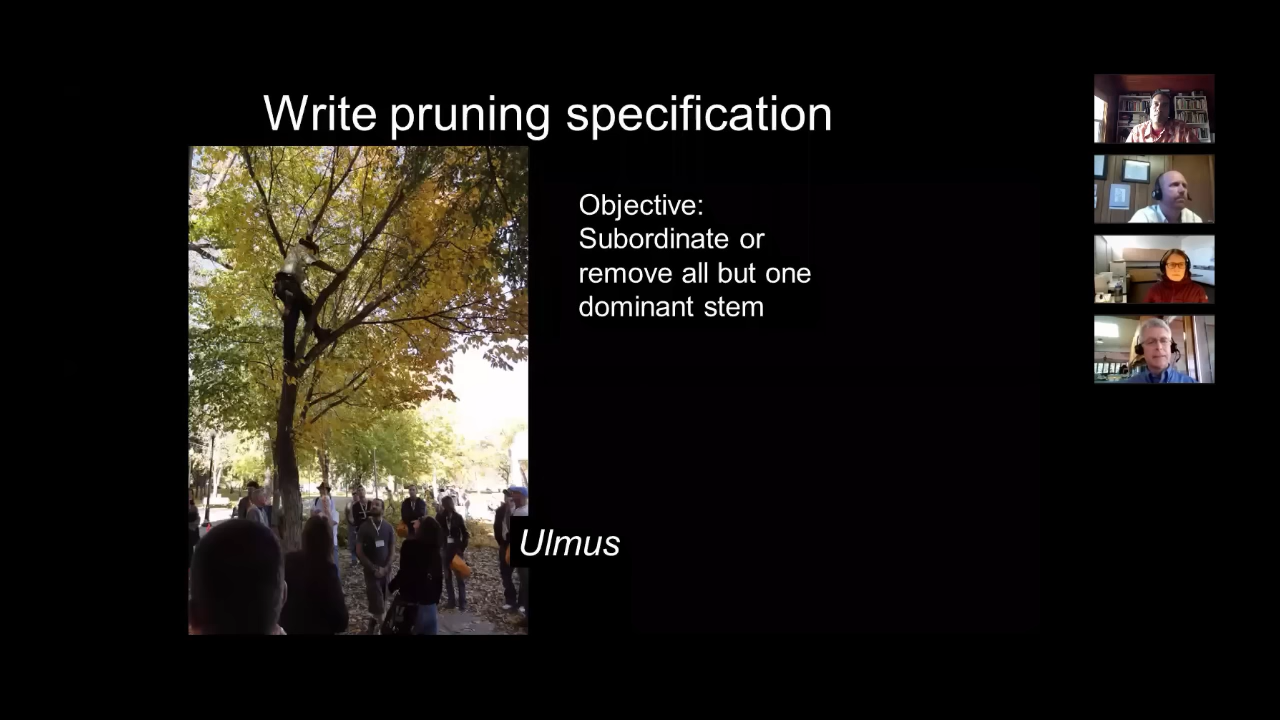 Write pruning specification
Objective:
Subordinate or
remove all but one
dominant stem
Ulmus